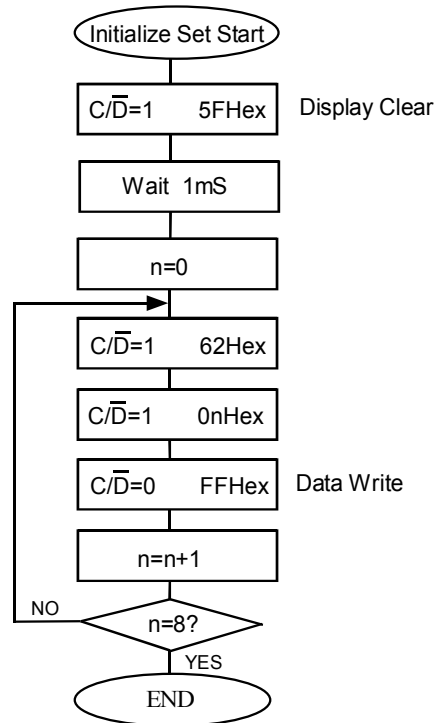 Initialize Set Start
C/D̅=1 5FHex Display Clear
Wait 1mS
n=0
C/D̅=1 62Hex
C/D̅=1 0nHex
C/D̅=0 FFHex Data Write
n=n+1
NO
n=8?
YES
END